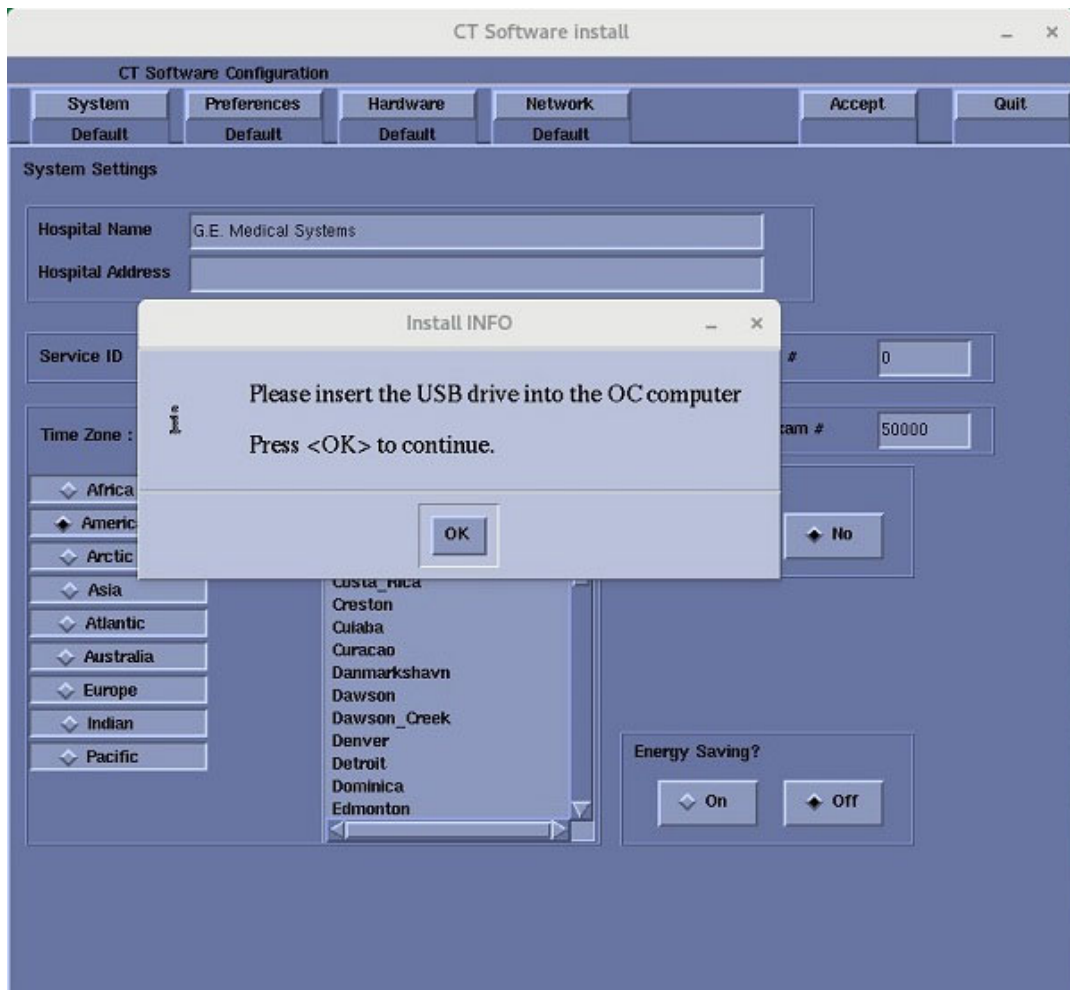 CT Software install
CT Software Configuration
System Preferences Hardware Network Accept Quit
Default Default Default Default
System Settings
Hospital Name G.E. Medical Systems
Hospital Address
Install INFO
Service ID # 0
Please insert the USB drive into the OC computer
Time Zone : # 50000
Press <OK> to continue.
Africa
OK
No
Arctic
Asia
Costa_Rica
Creston
Atlantic
Cuiaba
Australia
Curacao
Danmarkshavn
Europe
Dawson
Indian
Dawson_Creek
Pacific
Denver
Energy Saving?
Detroit
Dominica
On Off
Edmonton